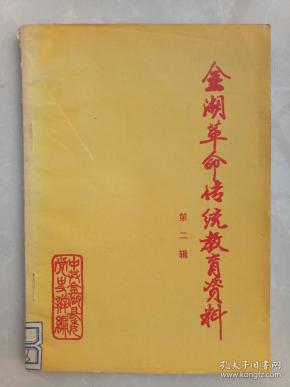 金湖革命传统教育资料
第二辑
中共金湖县委
党史办编
孔夫子旧书网